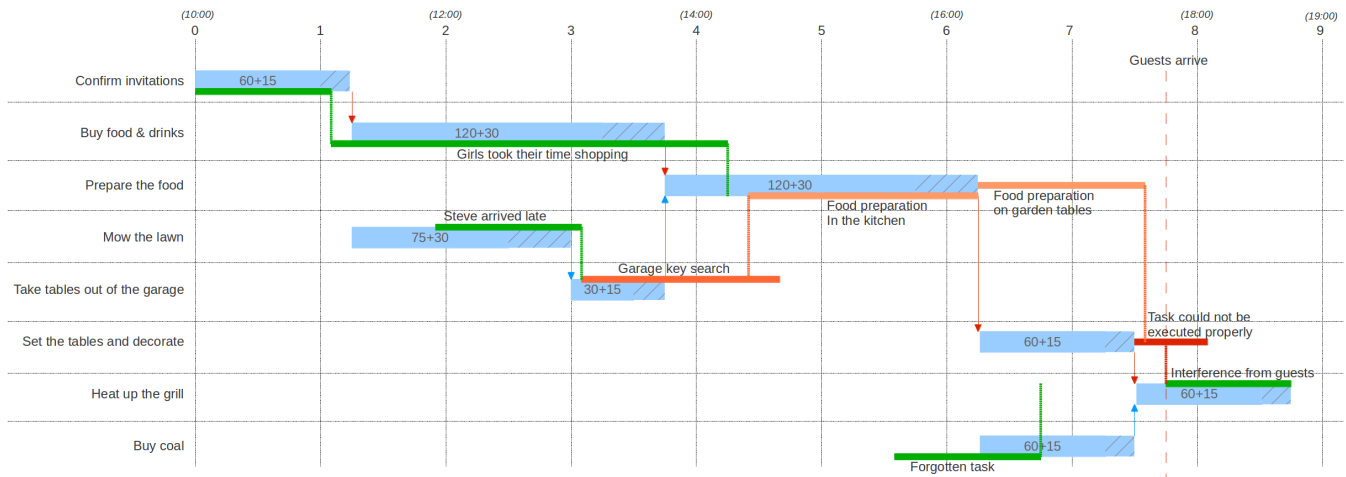 (10:00) (12:00) (14:00) (16:00) (18:00) (19:00)
0 1 2 3 4 5 6 7 8 9
Guests arrive
Confirm invitations
60+15
Buy food & drinks
120+30
Girls took their time shopping
Prepare the food
120+30
Food preparation
In the kitchen
Food preparation
on garden tables
Steve arrived late
Mow the lawn
75+30
Garage key search
Take tables out of the garage
30+15
Task could not be
executed properly
Set the tables and decorate
60+15
Interference from guests
Heat up the grill
60+15
Buy coal
60+15
Forgotten task